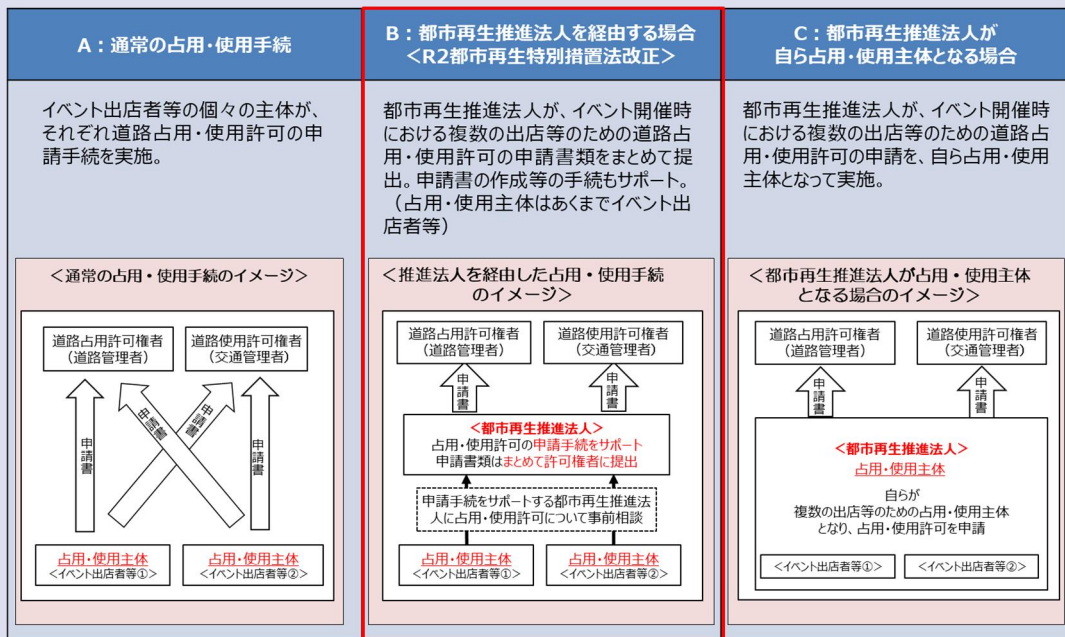 A：通常の占用・使用手続
イベント出店者等の個々の主体が、
それぞれ道路占用・使用許可の申
請手続を実施。
＜通常の占用・使用手続のイメージ＞
道路占用許可権者
（道路管理者）
道路使用許可権者
（交通管理者）
申請書
申請書
申請書
申請書
占用・使用主体
＜イベント出店者等①＞
占用・使用主体
＜イベント出店者等②＞
B：都市再生推進法人を経由する場合
＜R2都市再生特別措置法改正＞
都市再生推進法人が、イベント開催時
における複数の出店等のための道路占
用・使用許可の申請書類をまとめて提
出。申請書の作成等の手続もサポート。
（占用・使用主体はあくまでイベント出
店者等）
＜推進法人を経由した占用・使用手続
のイメージ＞
道路占用許可権者
（道路管理者）
道路使用許可権者
（交通管理者）
申請書
申請書
＜都市再生推進法人＞
占用・使用許可の申請手続をサポート
申請書類はまとめて許可権者に提出
申請手続をサポートする都市再生推進法
人に占用・使用許可について事前相談
占用・使用主体
＜イベント出店者等①＞
占用・使用主体
＜イベント出店者等②＞
C：都市再生推進法人が
自ら占用・使用主体となる場合
都市再生推進法人が、イベント開催時
における複数の出店等のための道路占
用・使用許可の申請を、自ら占用・使用
主体となって実施。
＜都市再生推進法人が占用・使用主体
となる場合のイメージ＞
道路占用許可権者
（道路管理者）
道路使用許可権者
（交通管理者）
申請書
申請書
＜都市再生推進法人＞
占用・使用主体
自らが
複数の出店等のための占用・使用主体
となり、占用・使用許可を申請
＜イベント出店者等①＞
＜イベント出店者等②＞